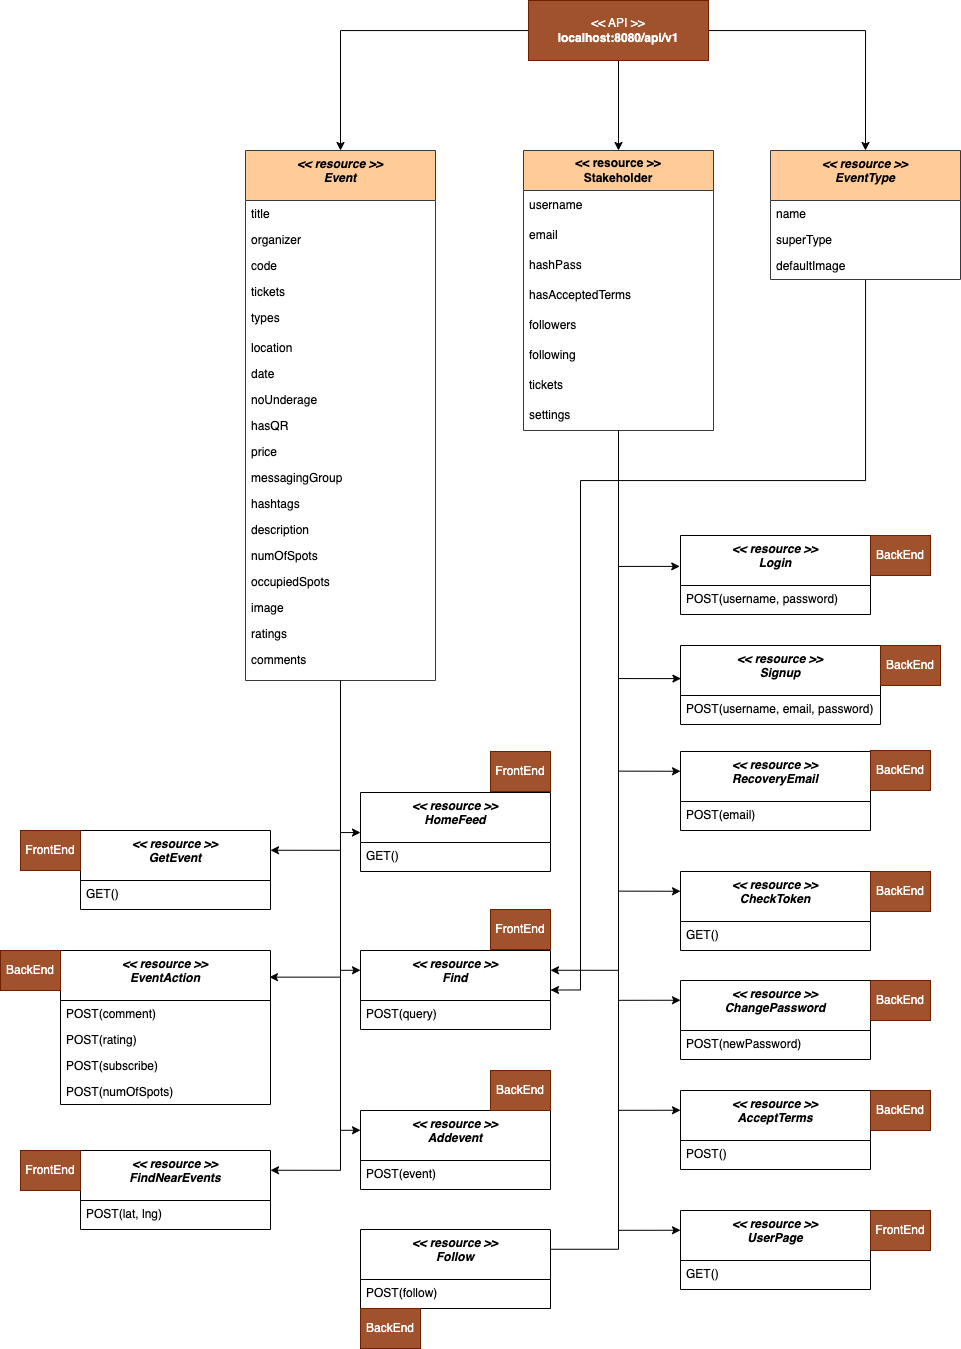 << API >>
localhost:8080/api/v1
<< resource >>
Event
title
organizer
code
tickets
types
location
date
noUnderage
hasQR
price
messagingGroup
hashtags
description
numOfSpots
occupiedSpots
image
ratings
comments
<< resource >>
Stakeholder
username
email
hashPass
hasAcceptedTerms
followers
following
tickets
settings
<< resource >>
EventType
name
superType
defaultImage
<< resource >>
Login
BackEnd
POST(username, password)
<< resource >>
Signup
BackEnd
POST(username, email, password)
<< resource >>
RecoveryEmail
BackEnd
POST(email)
<< resource >>
CheckToken
BackEnd
GET()
<< resource >>
ChangePassword
BackEnd
POST(newPassword)
<< resource >>
AcceptTerms
BackEnd
POST()
<< resource >>
UserPage
FrontEnd
GET()
FrontEnd
<< resource >>
HomeFeed
GET()
FrontEnd
<< resource >>
GetEvent
GET()
FrontEnd
<< resource >>
Find
POST(query)
BackEnd
<< resource >>
EventAction
POST(comment)
POST(rating)
POST(subscribe)
POST(numOfSpots)
BackEnd
<< resource >>
Addevent
POST(event)
FrontEnd
<< resource >>
FindNearEvents
POST(lat, lng)
<< resource >>
Follow
POST(follow)
BackEnd